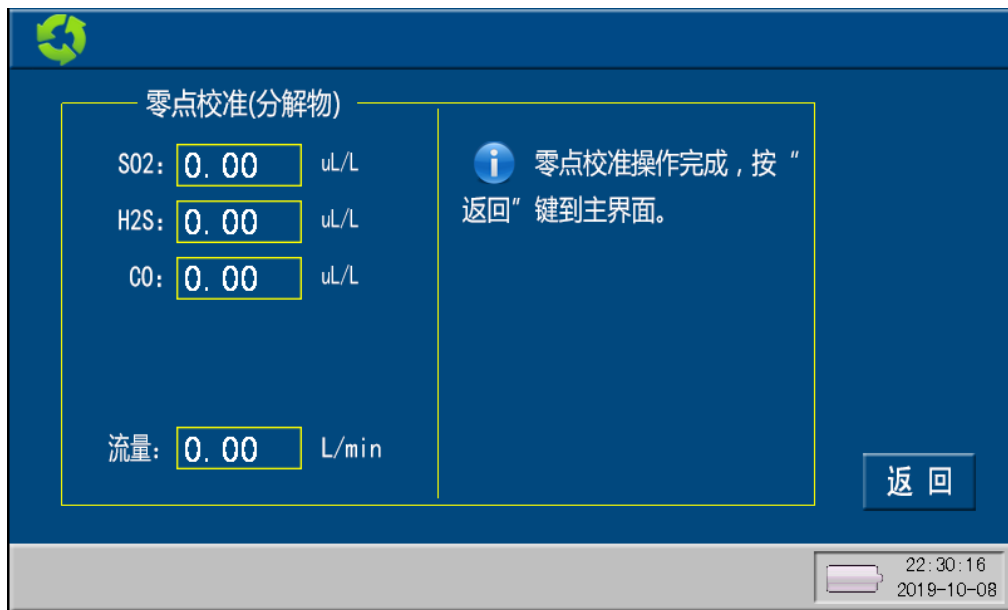 零点校准(分解物)
SO2: 0.00 uL/L
H2S: 0.00 uL/L
CO: 0.00 uL/L
流量: 0.00 L/min
零点校准操作完成，按“
返回”键到主界面。
返 回
22:30:16
2019-10-08